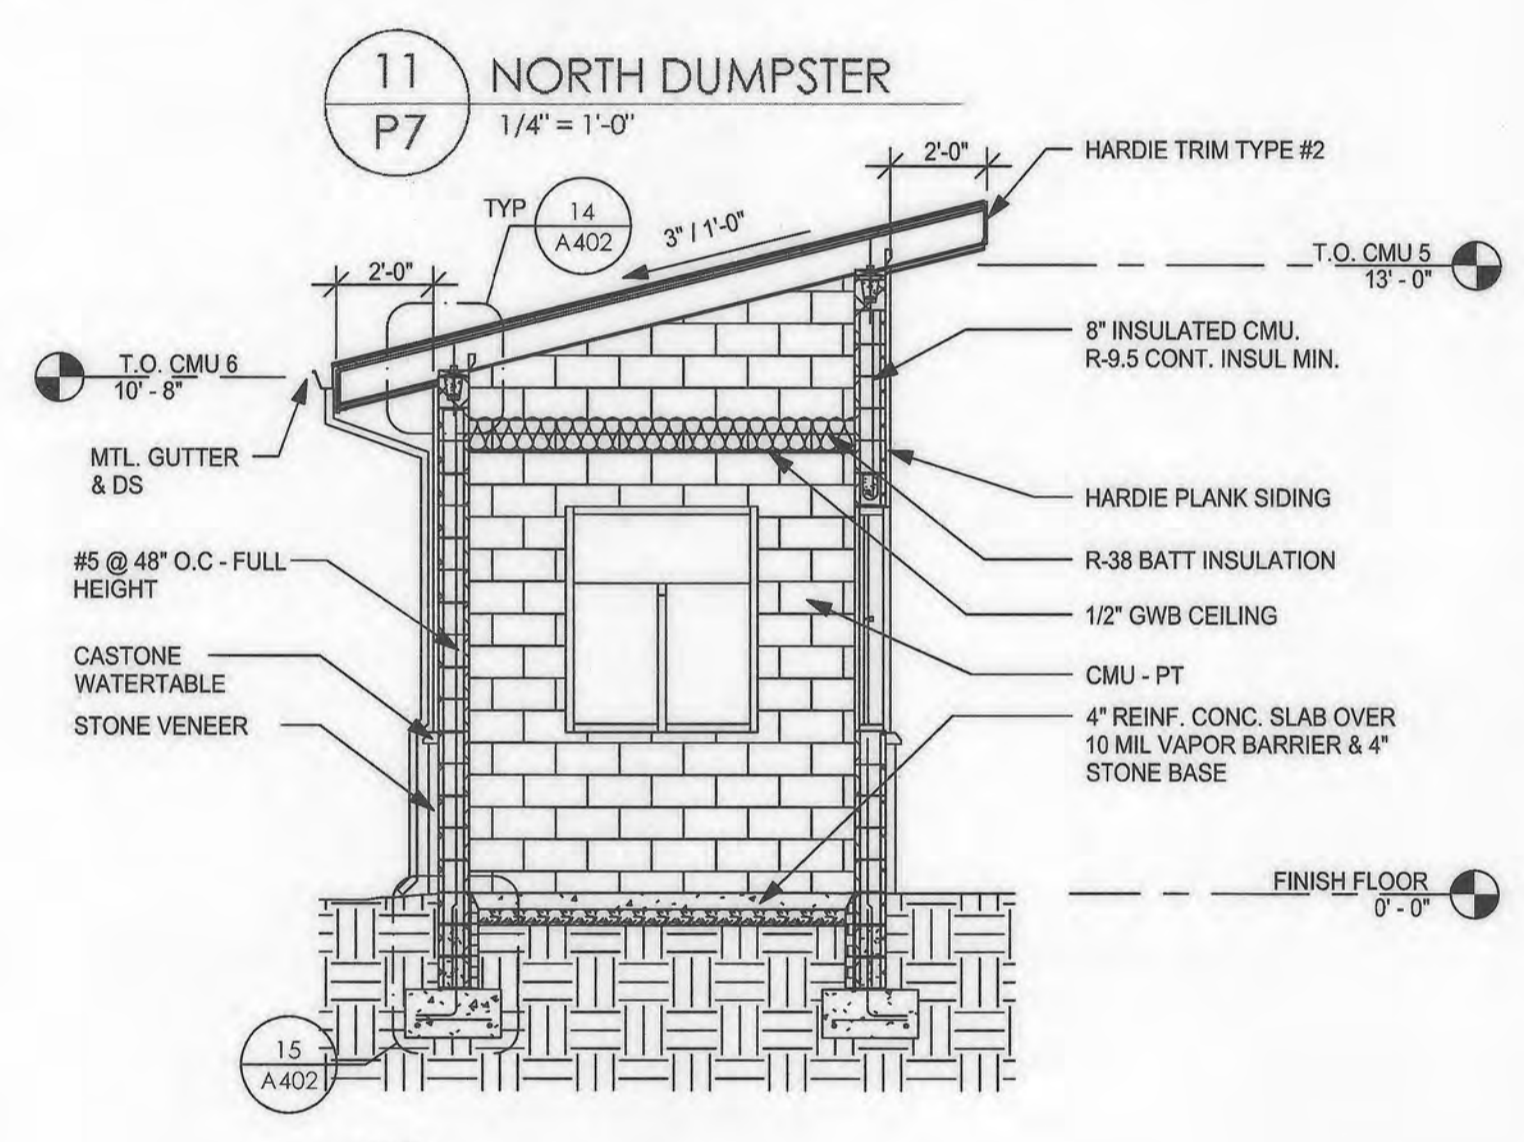 11
P7
NORTH DUMPSTER
1/4" = 1'-0"
2'-0"
HARDIE TRIM TYPE #2
TYP
14
A402
3" / 1'-0"
T.O. CMU 5
13' - 0"
2'-0"
T.O. CMU 6
10' - 8"
8" INSULATED CMU.
R-9.5 CONT. INSUL MIN.
MTL. GUTTER
& DS
HARDIE PLANK SIDING
#5 @ 48" O.C - FULL
HEIGHT
R-38 BATT INSULATION
1/2" GWB CEILING
CASTONE
WATERTABLE
CMU - PT
STONE VENEER
4" REINF. CONC. SLAB OVER
10 MIL VAPOR BARRIER & 4"
STONE BASE
FINISH FLOOR
0' - 0"
15
A402